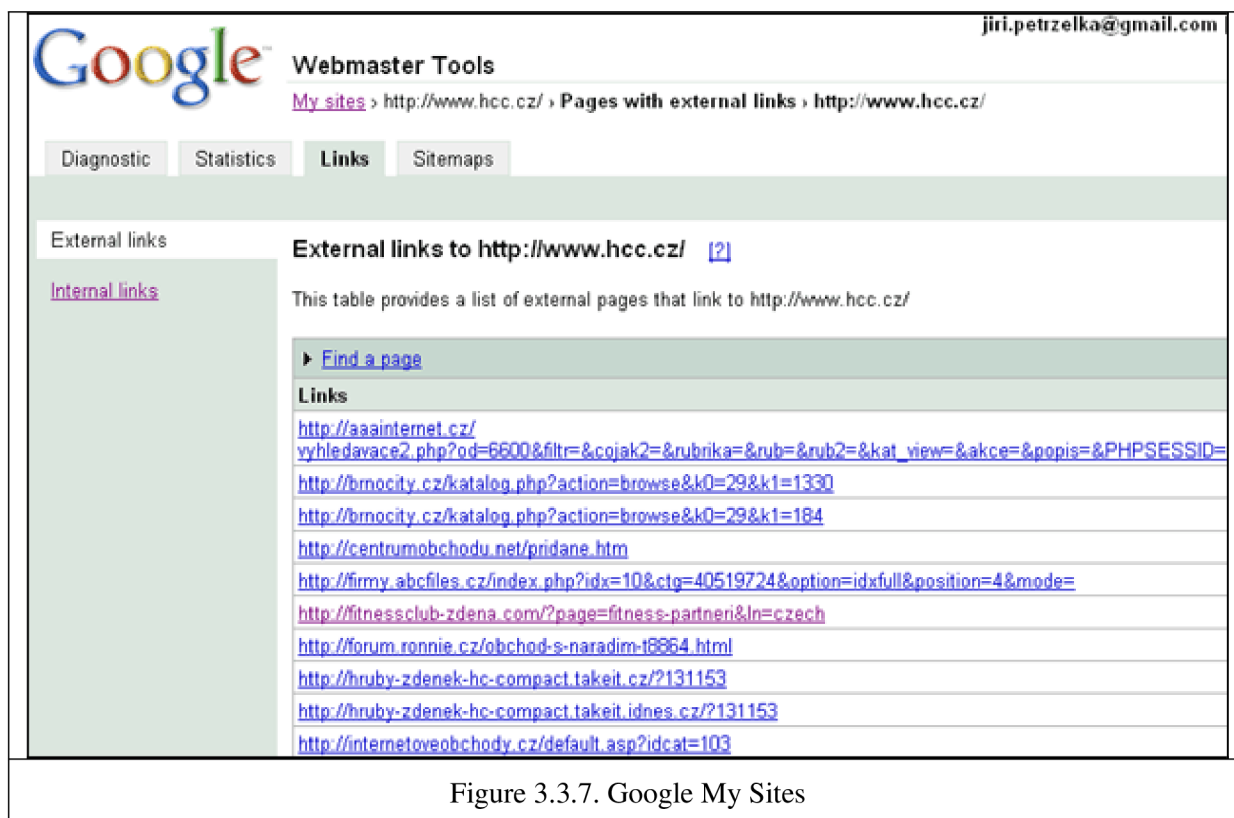 jiri.petrzelka@gmail.com |
Google™
Webmaster Tools
My sites › http://www.hcc.cz/ › Pages with external links › http://www.hcc.cz/
Diagnostic Statistics Links Sitemaps
External links
Internal links
External links to http://www.hcc.cz/ [?]
This table provides a list of external pages that link to http://www.hcc.cz/
Find a page
Links
http://aaainternet.cz/
vyhledavace2.php?od=6600&filtr=&cojak2=&rubrika=&rub=&rub2=&kat_view=&akce=&popis=&PHPSESSID=
http://brnocity.cz/katalog.php?action=browse&k0=29&k1=1330
http://brnocity.cz/katalog.php?action=browse&k0=29&k1=184
http://centrumobchodu.net/pridane.htm
http://firmy.abcfiles.cz/index.php?idx=10&ctg=40519724&option=idxfull&position=4&mode=
http://fitnessclub-zdena.com/?page=fitness-partneri&ln=czech
http://forum.ronnie.cz/obchod-s-naradim-t8864.html
http://hruby-zdenek-hc-compact.takeit.cz/?131153
http://hruby-zdenek-hc-compact.takeit.idnes.cz/?131153
http://internetoveobchody.cz/default.asp?idcat=103
Figure 3.3.7. Google My Sites